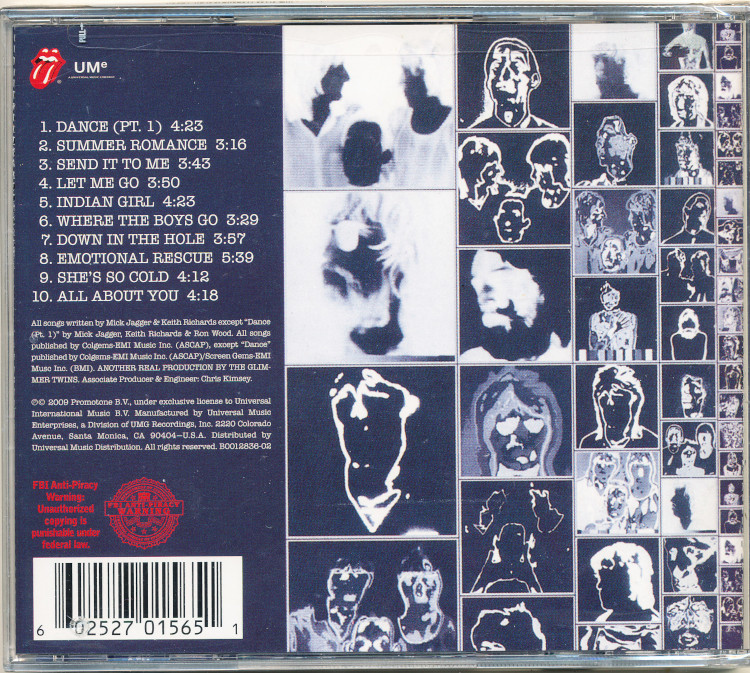 PULL
UMe
A UNIVERSAL MUSIC COMPANY
1. DANCE (PT. 1) 4:23
2. SUMMER ROMANCE 3:16
3. SEND IT TO ME 3:43
4. LET ME GO 3:50
5. INDIAN GIRL 4:23
6. WHERE THE BOYS GO 3:29
7. DOWN IN THE HOLE 3:57
8. EMOTIONAL RESCUE 5:39
9. SHE'S SO COLD 4:12
10. ALL ABOUT YOU 4:18
All songs written by Mick Jagger & Keith Richards except "Dance
(Pt. 1)" by Mick Jagger, Keith Richards & Ron Wood. All songs
published by Colgems-EMI Music Inc. (ASCAP), except "Dance"
published by Colgems-EMI Music Inc. (ASCAP)/Screen Gems-EMI
Music Inc. (BMI). ANOTHER REAL PRODUCTION BY THE GLIM-
MER TWINS. Associate Producer & Engineer: Chris Kimsey.
℗© 2009 Promotone B.V., under exclusive license to Universal
International Music B.V. Manufactured by Universal Music
Enterprises, a Division of UMG Recordings, Inc. 2220 Colorado
Avenue, Santa Monica, CA 90404-U.S.A. Distributed by
Universal Music Distribution. All rights reserved. B0012836-02
FBI Anti-Piracy
Warning:
Unauthorized
copying is
punishable under
federal law.
FBI ANTI-PIRACY
WARNING
6 02527 01565 1